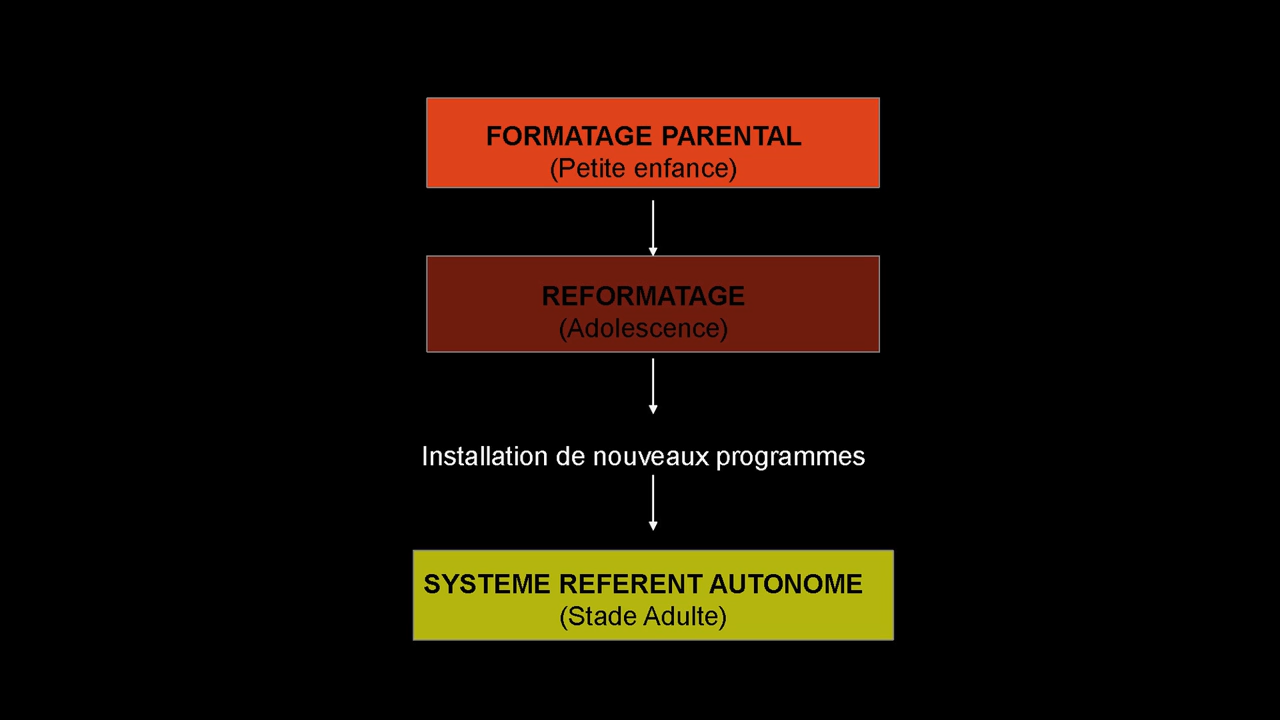 FORMATAGE PARENTAL
(Petite enfance)
REFORMATAGE
(Adolescence)
Installation de nouveaux programmes
SYSTEME REFERENT AUTONOME
(Stade Adulte)